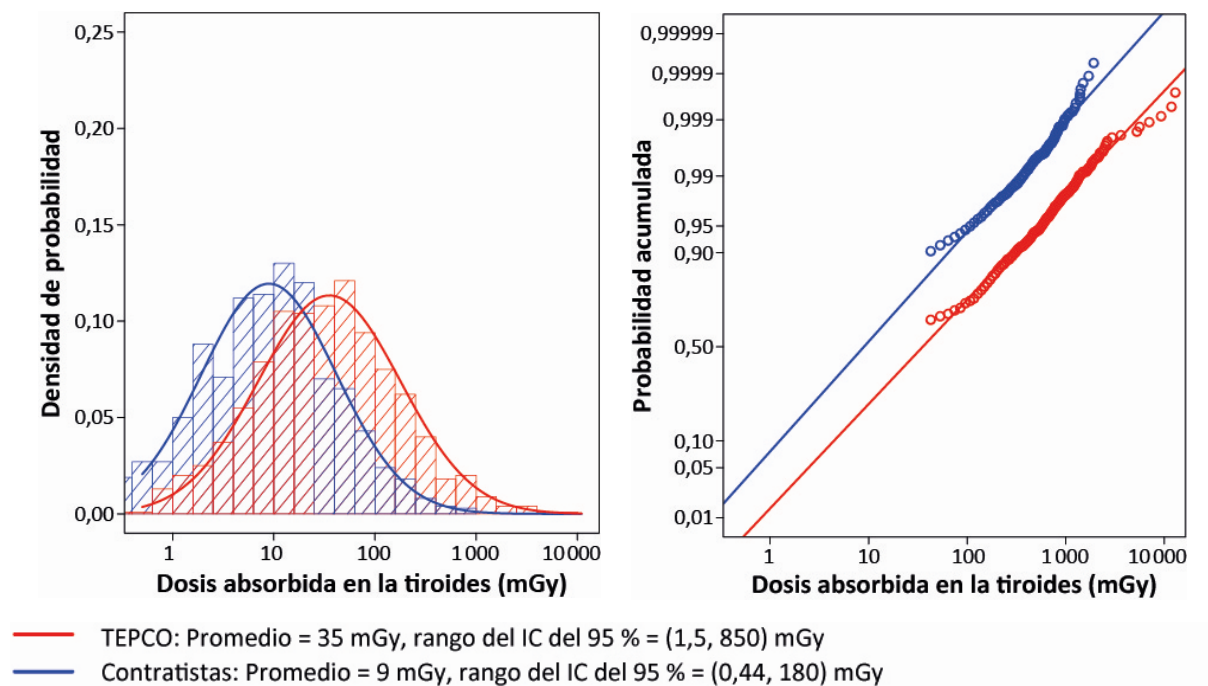 0,25
0,20
0,15
0,10
0,05
0,00
Densidad de probabilidad
1 10 100 1 000 10 000
Dosis absorbida en la tiroides (mGy)
0,99999
0,9999
0,999
0,99
0,95
0,90
0,50
0,10
0,05
0,01
Probabilidad acumulada
1 10 100 1 000 10 000
Dosis absorbida en la tiroides (mGy)
TEPCO: Promedio = 35 mGy, rango del IC del 95 % = (1,5, 850) mGy
Contratistas: Promedio = 9 mGy, rango del IC del 95 % = (0,44, 180) mGy